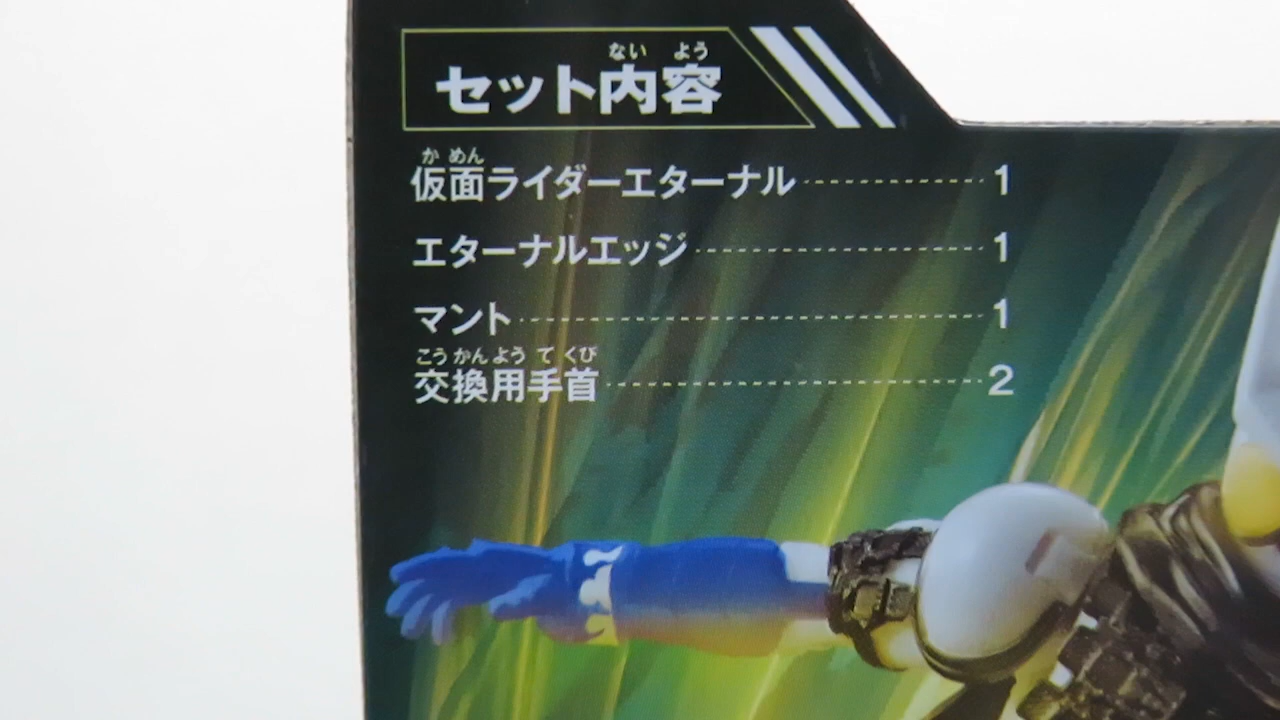 ない よう
セット内容
かめん
仮面ライダーエターナル 1
エターナルエッジ 1
マント 1
こうかんよう て くび
交換用手首 2